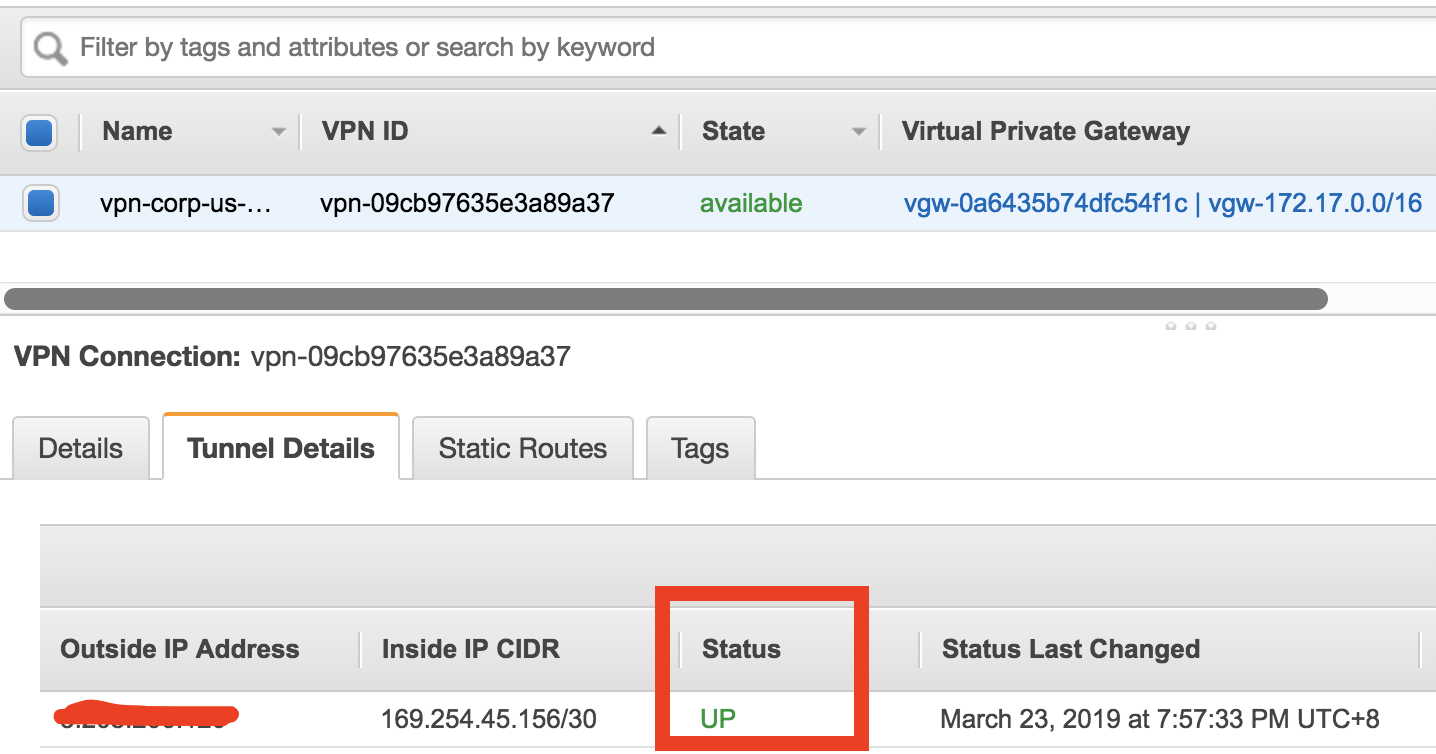 Filter by tags and attributes or search by keyword
Name VPN ID State Virtual Private Gateway
vpn-corp-us-... vpn-09cb97635e3a89a37 available vgw-0a6435b74dfc54f1c | vgw-172.17.0.0/16
VPN Connection: vpn-09cb97635e3a89a37
Details Tunnel Details Static Routes Tags
Outside IP Address Inside IP CIDR Status Status Last Changed
169.254.45.156/30 UP March 23, 2019 at 7:57:33 PM UTC+8